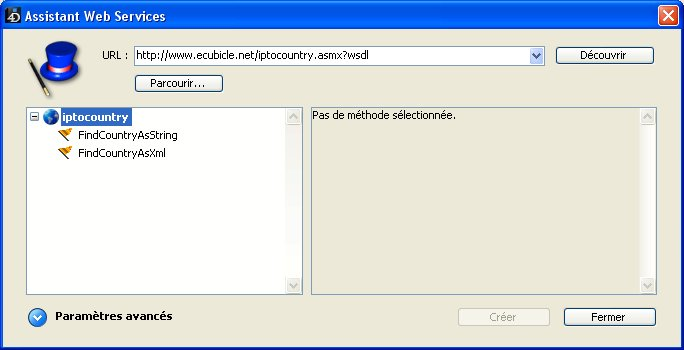 4D Assistant Web Services
URL : http://www.ecubicle.net/iptocountry.asmx?wsdl Découvrir
Parcourir...
iptocountry
FindCountryAsString
FindCountryAsXml
Pas de méthode sélectionnée.
Paramètres avancés
Créer Fermer